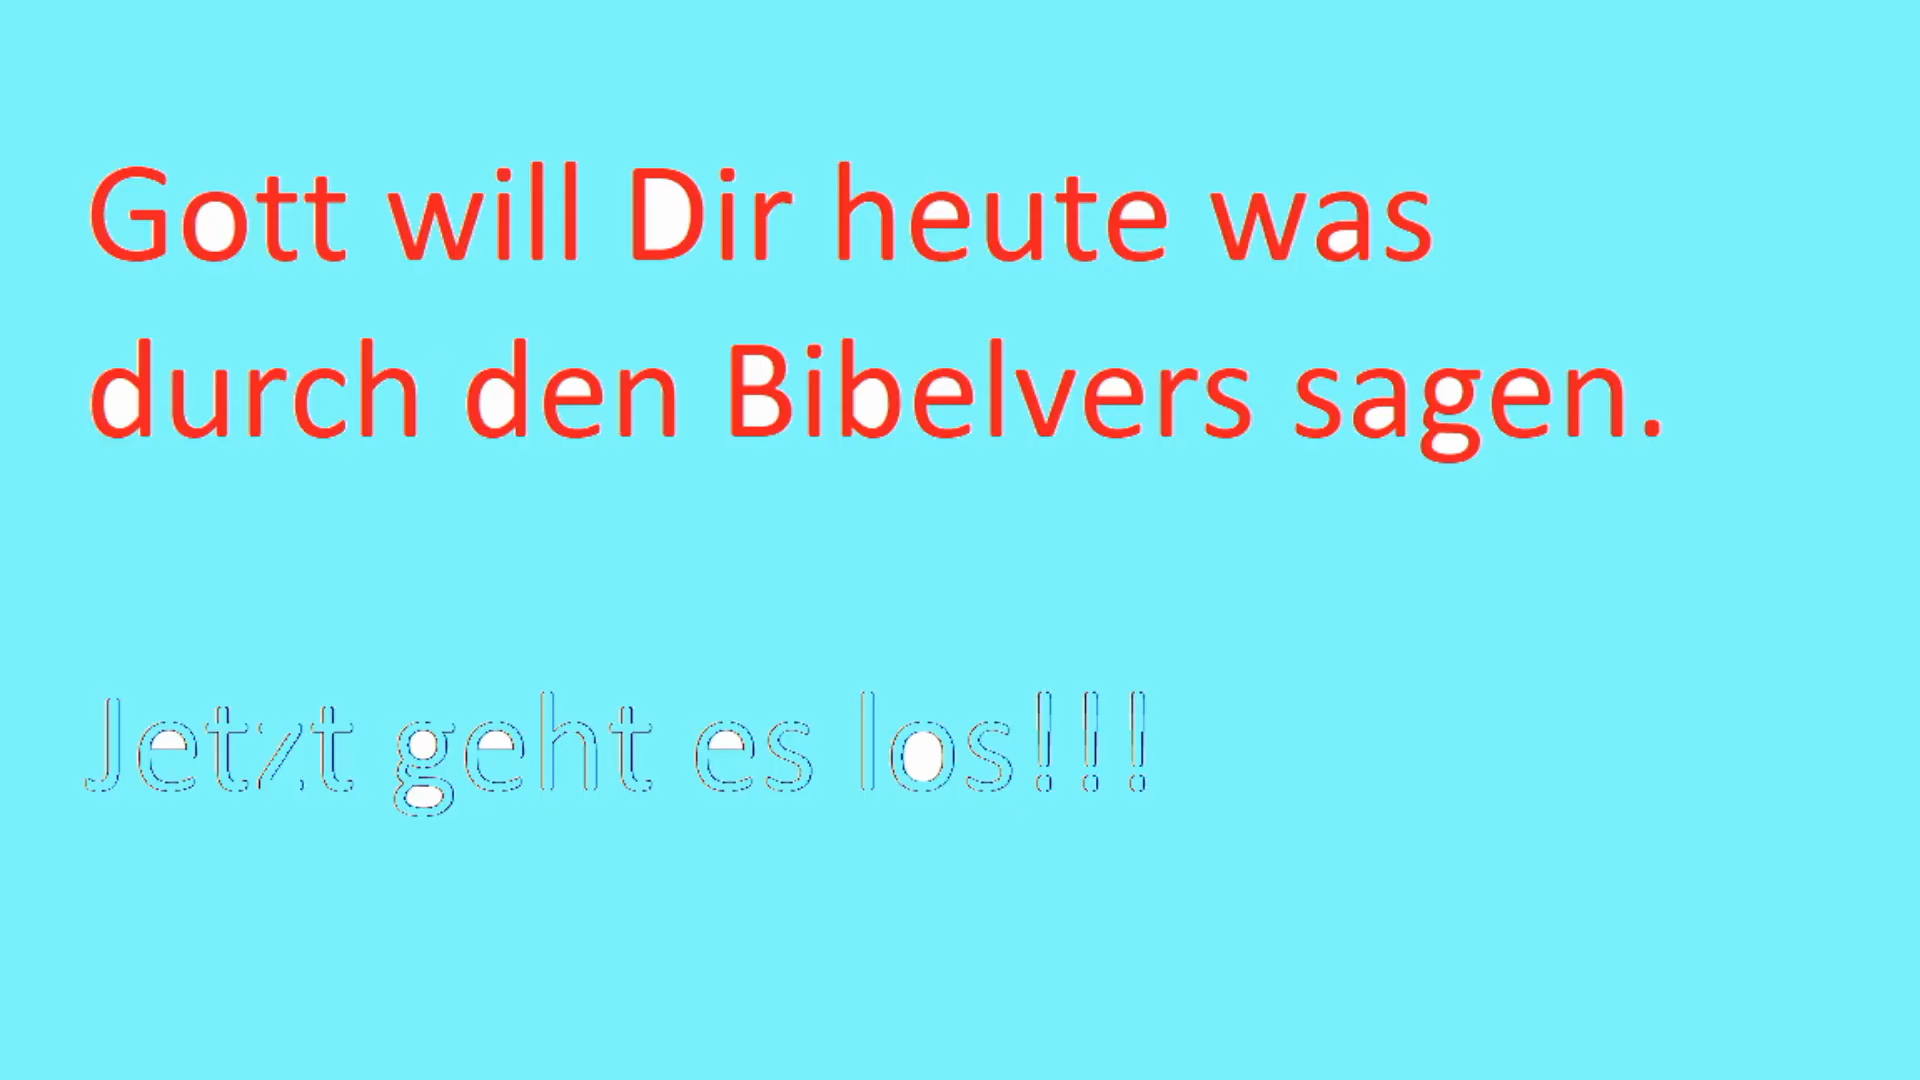 Gott will Dir heute was
durch den Bibelvers sagen.
Jetzt geht es los!!!